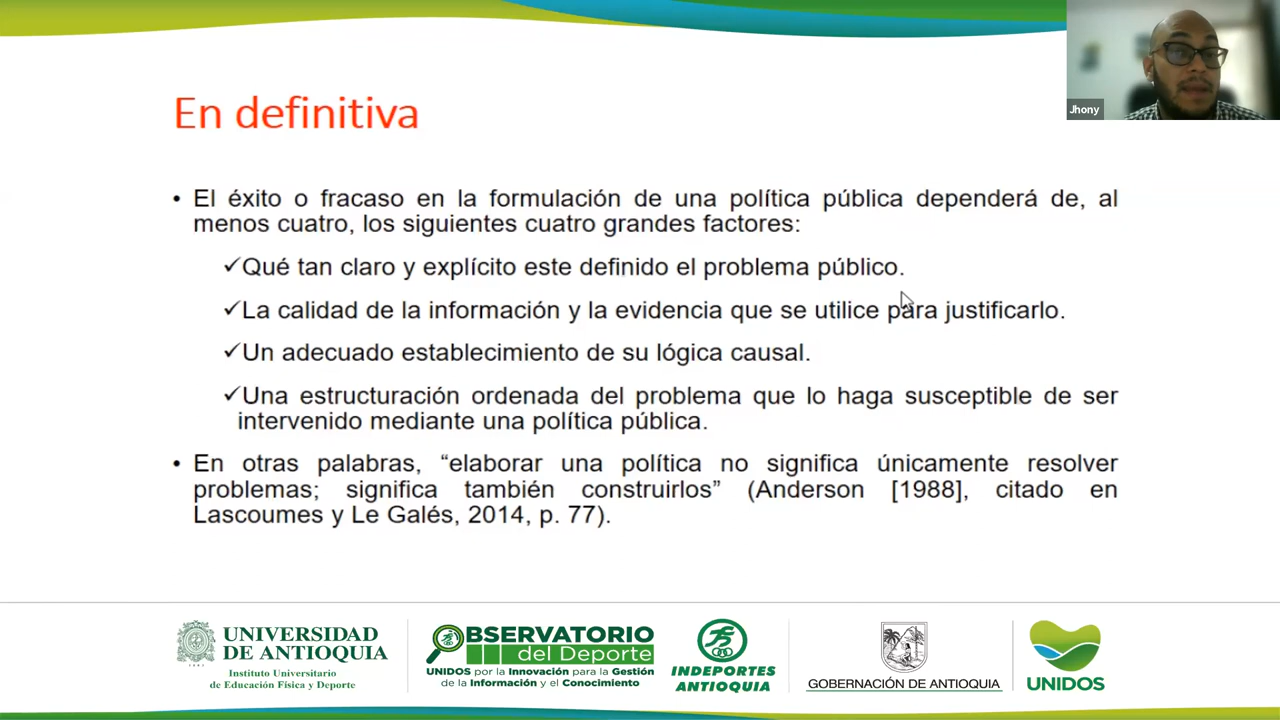 Jhony
En definitiva
• El éxito o fracaso en la formulación de una política pública dependerá de, al
menos cuatro, los siguientes cuatro grandes factores:
✓Qué tan claro y explícito este definido el problema público.
✓La calidad de la información y la evidencia que se utilice para justificarlo.
✓Un adecuado establecimiento de su lógica causal.
✓Una estructuración ordenada del problema que lo haga susceptible de ser
intervenido mediante una política pública.
• En otras palabras, “elaborar una política no significa únicamente resolver
problemas; significa también construirlos” (Anderson [1988], citado en
Lascoumes y Le Galés, 2014, p. 77).
UNIVERSIDAD
DE ANTIOQUIA
Instituto Universitario
de Educación Física y Deporte
OBSERVATORIO
del Deporte
UNIDOS por la Innovación para la Gestión
de la Información y el Conocimiento
INDEPORTES
ANTIOQUIA
GOBERNACIÓN DE ANTIOQUIA
UNIDOS